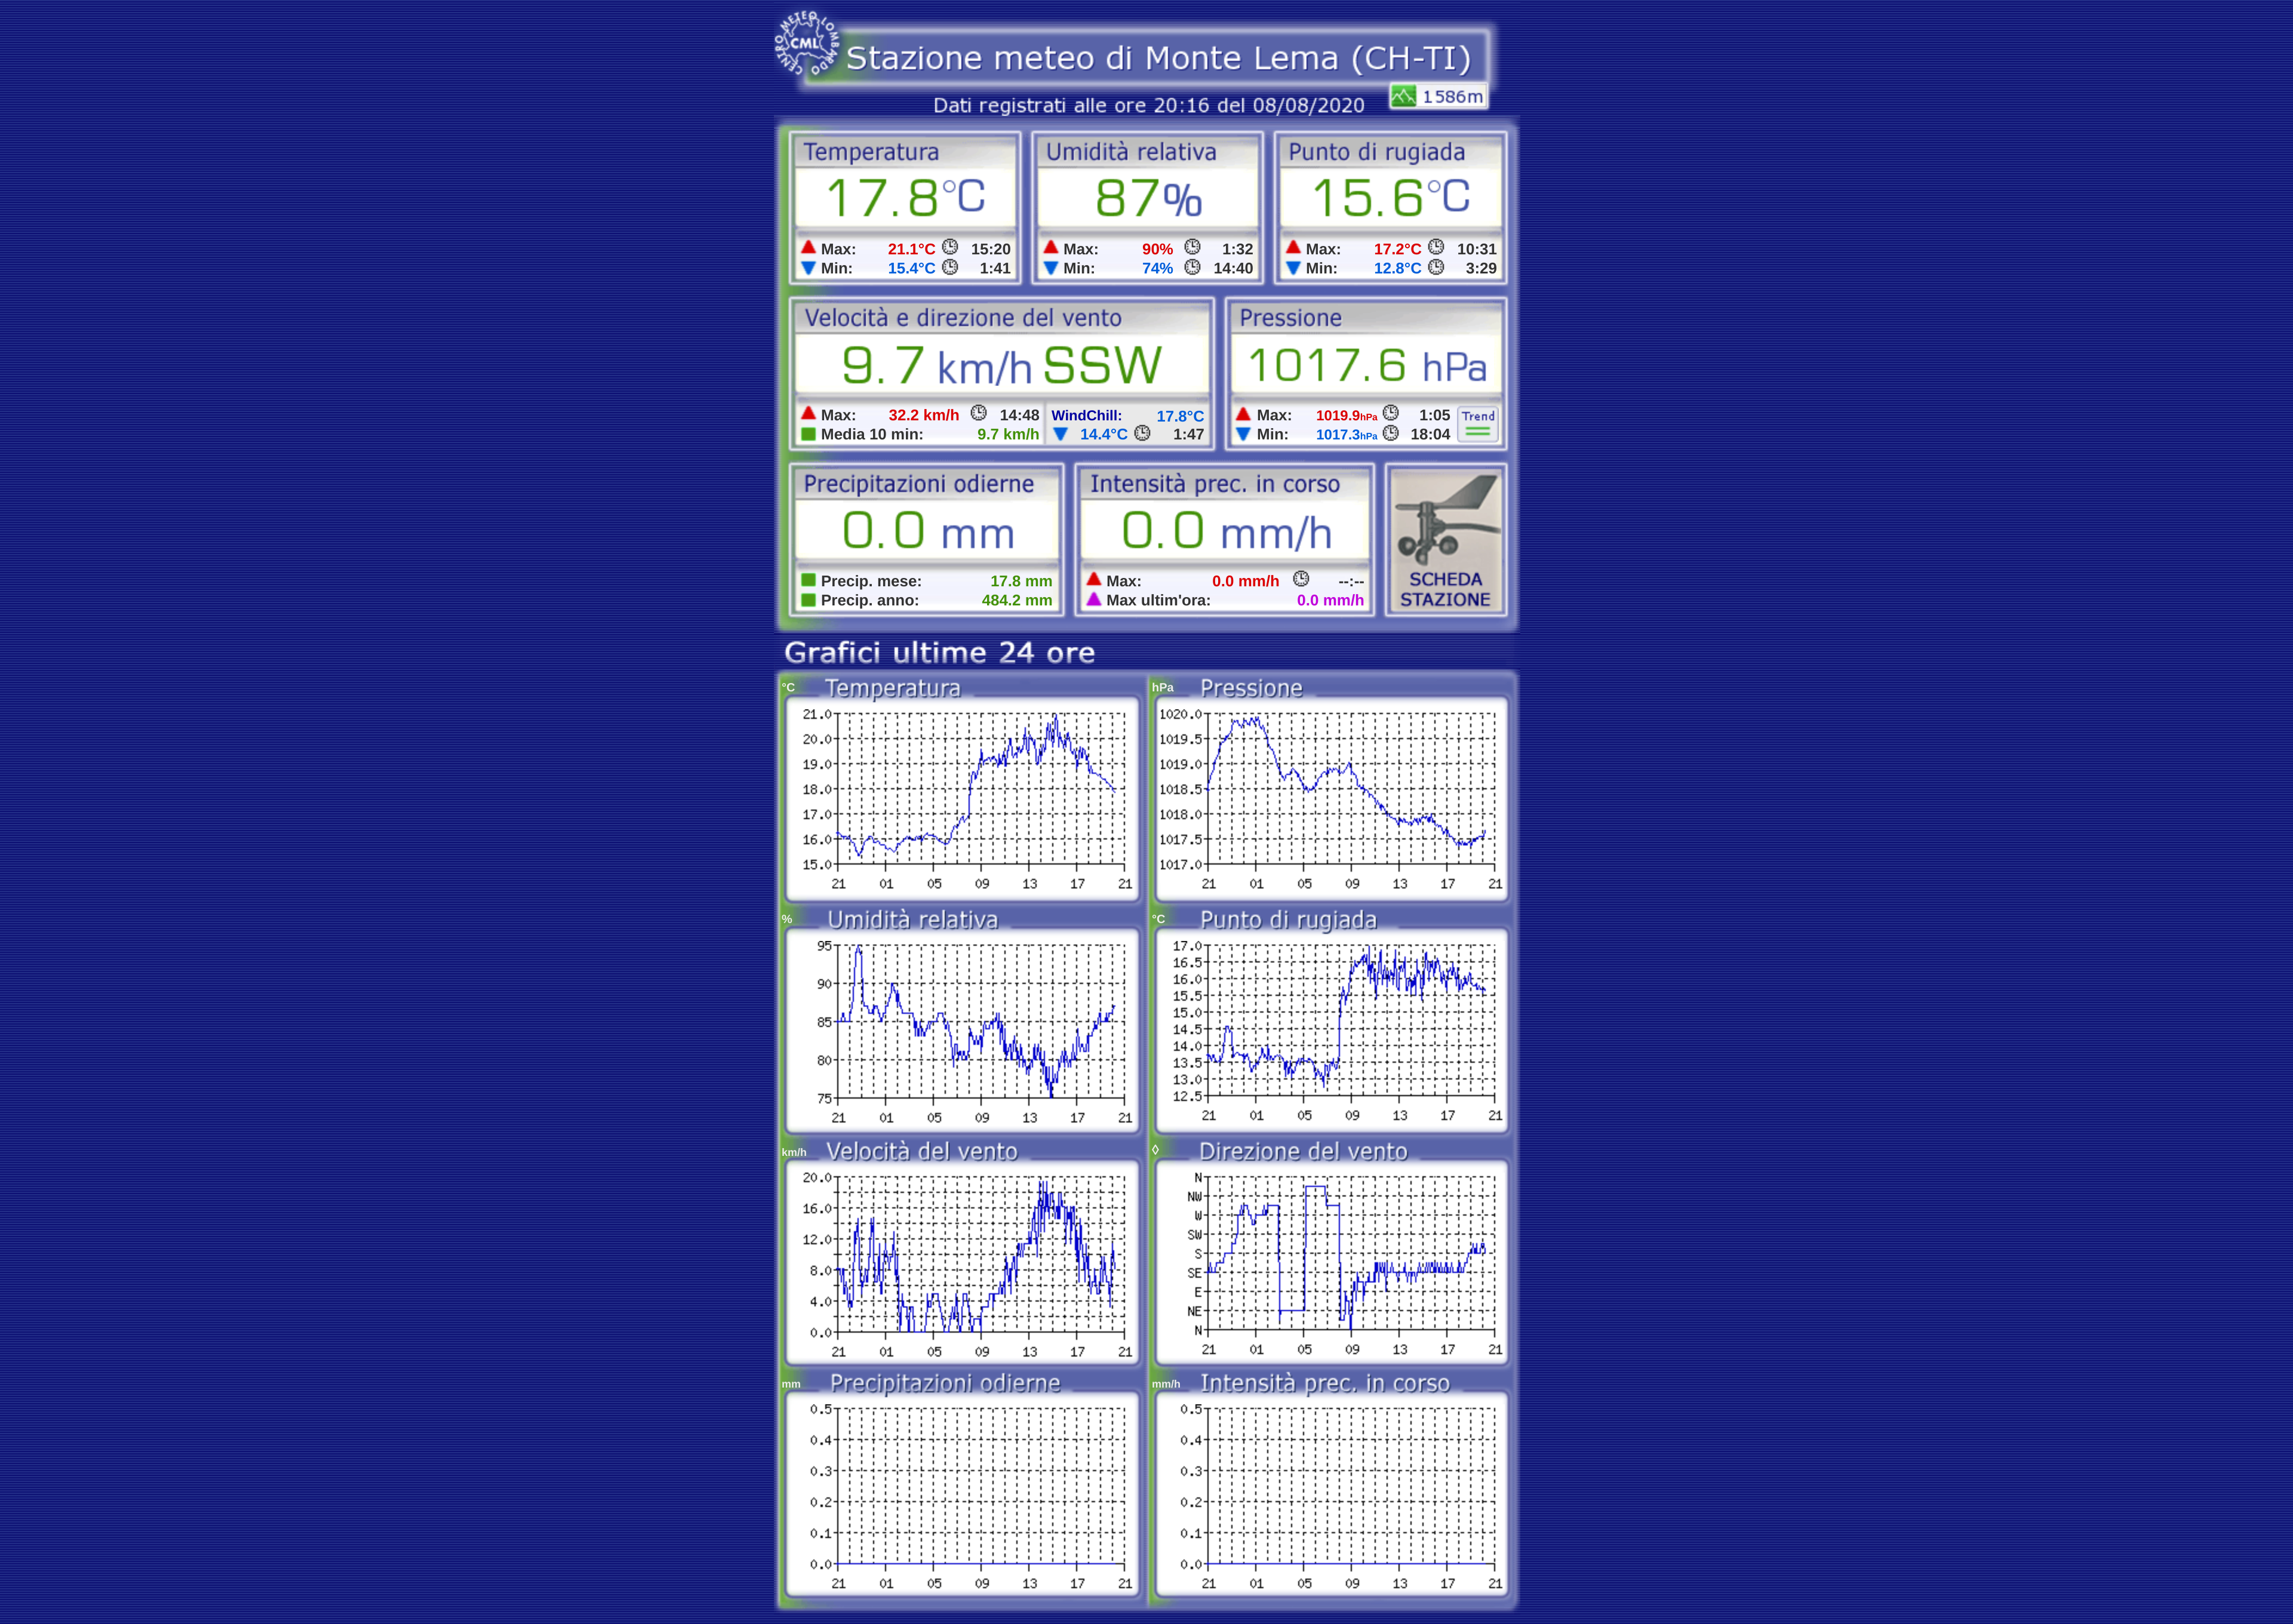 CENTRO METEO LOMBARDO
CML
Stazione meteo di Monte Lema (CH-TI)
Dati registrati alle ore 20:16 del 08/08/2020
1586m
Temperatura
17.8°C
Max: 21.1°C 15:20
Min: 15.4°C 1:41
Umidità relativa
87%
Max: 90% 1:32
Min: 74% 14:40
Punto di rugiada
15.6°C
Max: 17.2°C 10:31
Min: 12.8°C 3:29
Velocità e direzione del vento
9.7 km/h SSW
Max: 32.2 km/h 14:48
Media 10 min: 9.7 km/h
WindChill: 17.8°C
14.4°C 1:47
Pressione
1017.6 hPa
Max: 1019.9hPa 1:05
Min: 1017.3hPa 18:04
Trend
Precipitazioni odierne
0.0 mm
Precip. mese: 17.8 mm
Precip. anno: 484.2 mm
Intensità prec. in corso
0.0 mm/h
Max: 0.0 mm/h --:--
Max ultim'ora: 0.0 mm/h
SCHEDA
STAZIONE
Grafici ultime 24 ore
°C Temperatura
21.0
20.0
19.0
18.0
17.0
16.0
15.0
21 01 05 09 13 17 21
hPa Pressione
1020.0
1019.5
1019.0
1018.5
1018.0
1017.5
1017.0
21 01 05 09 13 17 21
% Umidità relativa
95
90
85
80
75
21 01 05 09 13 17 21
°C Punto di rugiada
17.0
16.5
16.0
15.5
15.0
14.5
14.0
13.5
13.0
12.5
21 01 05 09 13 17 21
km/h Velocità del vento
20.0
16.0
12.0
8.0
4.0
0.0
21 01 05 09 13 17 21
◊ Direzione del vento
N
NW
W
SW
S
SE
E
NE
N
21 01 05 09 13 17 21
mm Precipitazioni odierne
0.5
0.4
0.3
0.2
0.1
0.0
21 01 05 09 13 17 21
mm/h Intensità prec. in corso
0.5
0.4
0.3
0.2
0.1
0.0
21 01 05 09 13 17 21